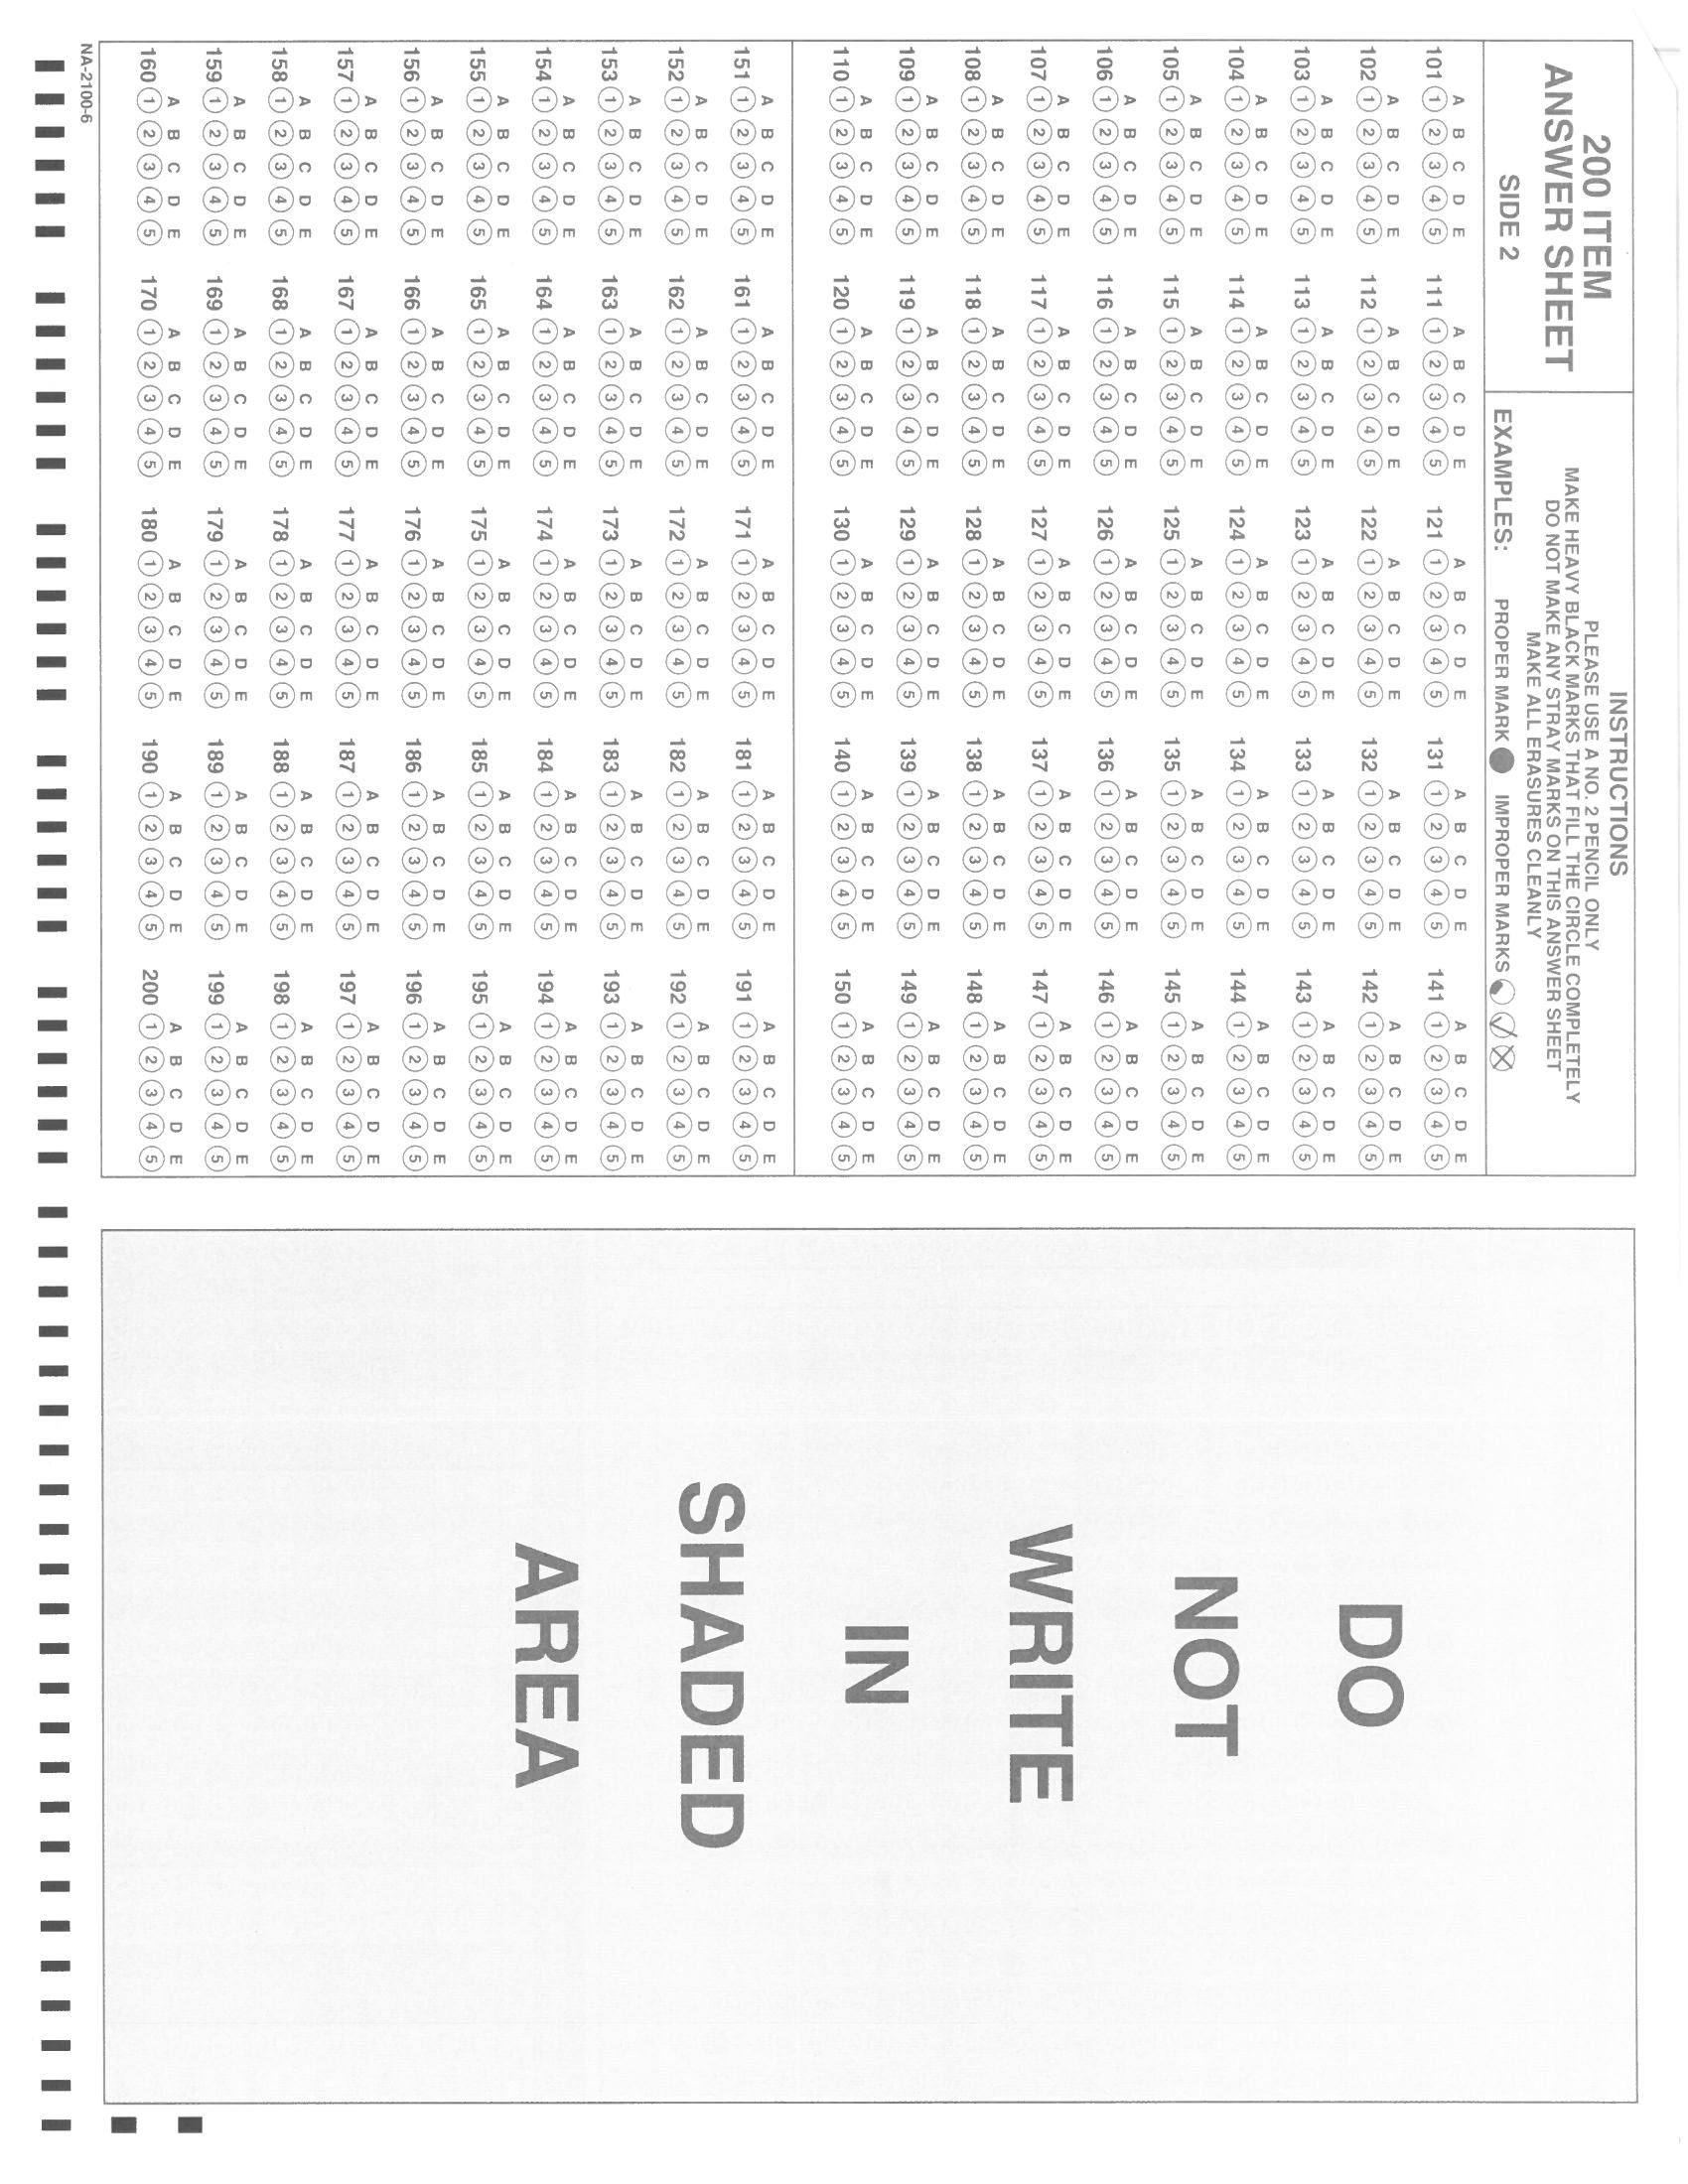 200 ITEM
ANSWER SHEET
SIDE 2
INSTRUCTIONS
PLEASE USE A NO. 2 PENCIL ONLY
MAKE HEAVY BLACK MARKS THAT FILL THE CIRCLE COMPLETELY
DO NOT MAKE ANY STRAY MARKS ON THIS ANSWER SHEET
MAKE ALL ERASURES CLEANLY
EXAMPLES: PROPER MARK IMPROPER MARKS
A B C D E A B C D E A B C D E A B C D E A B C D E
101 1 2 3 4 5 111 1 2 3 4 5 121 1 2 3 4 5 131 1 2 3 4 5 141 1 2 3 4 5
A B C D E A B C D E A B C D E A B C D E A B C D E
102 1 2 3 4 5 112 1 2 3 4 5 122 1 2 3 4 5 132 1 2 3 4 5 142 1 2 3 4 5
A B C D E A B C D E A B C D E A B C D E A B C D E
103 1 2 3 4 5 113 1 2 3 4 5 123 1 2 3 4 5 133 1 2 3 4 5 143 1 2 3 4 5
A B C D E A B C D E A B C D E A B C D E A B C D E
104 1 2 3 4 5 114 1 2 3 4 5 124 1 2 3 4 5 134 1 2 3 4 5 144 1 2 3 4 5
A B C D E A B C D E A B C D E A B C D E A B C D E
105 1 2 3 4 5 115 1 2 3 4 5 125 1 2 3 4 5 135 1 2 3 4 5 145 1 2 3 4 5
A B C D E A B C D E A B C D E A B C D E A B C D E
106 1 2 3 4 5 116 1 2 3 4 5 126 1 2 3 4 5 136 1 2 3 4 5 146 1 2 3 4 5
A B C D E A B C D E A B C D E A B C D E A B C D E
107 1 2 3 4 5 117 1 2 3 4 5 127 1 2 3 4 5 137 1 2 3 4 5 147 1 2 3 4 5
A B C D E A B C D E A B C D E A B C D E A B C D E
108 1 2 3 4 5 118 1 2 3 4 5 128 1 2 3 4 5 138 1 2 3 4 5 148 1 2 3 4 5
A B C D E A B C D E A B C D E A B C D E A B C D E
109 1 2 3 4 5 119 1 2 3 4 5 129 1 2 3 4 5 139 1 2 3 4 5 149 1 2 3 4 5
A B C D E A B C D E A B C D E A B C D E A B C D E
110 1 2 3 4 5 120 1 2 3 4 5 130 1 2 3 4 5 140 1 2 3 4 5 150 1 2 3 4 5
A B C D E A B C D E A B C D E A B C D E A B C D E
151 1 2 3 4 5 161 1 2 3 4 5 171 1 2 3 4 5 181 1 2 3 4 5 191 1 2 3 4 5
A B C D E A B C D E A B C D E A B C D E A B C D E
152 1 2 3 4 5 162 1 2 3 4 5 172 1 2 3 4 5 182 1 2 3 4 5 192 1 2 3 4 5
A B C D E A B C D E A B C D E A B C D E A B C D E
153 1 2 3 4 5 163 1 2 3 4 5 173 1 2 3 4 5 183 1 2 3 4 5 193 1 2 3 4 5
A B C D E A B C D E A B C D E A B C D E A B C D E
154 1 2 3 4 5 164 1 2 3 4 5 174 1 2 3 4 5 184 1 2 3 4 5 194 1 2 3 4 5
A B C D E A B C D E A B C D E A B C D E A B C D E
155 1 2 3 4 5 165 1 2 3 4 5 175 1 2 3 4 5 185 1 2 3 4 5 195 1 2 3 4 5
A B C D E A B C D E A B C D E A B C D E A B C D E
156 1 2 3 4 5 166 1 2 3 4 5 176 1 2 3 4 5 186 1 2 3 4 5 196 1 2 3 4 5
A B C D E A B C D E A B C D E A B C D E A B C D E
157 1 2 3 4 5 167 1 2 3 4 5 177 1 2 3 4 5 187 1 2 3 4 5 197 1 2 3 4 5
A B C D E A B C D E A B C D E A B C D E A B C D E
158 1 2 3 4 5 168 1 2 3 4 5 178 1 2 3 4 5 188 1 2 3 4 5 198 1 2 3 4 5
A B C D E A B C D E A B C D E A B C D E A B C D E
159 1 2 3 4 5 169 1 2 3 4 5 179 1 2 3 4 5 189 1 2 3 4 5 199 1 2 3 4 5
A B C D E A B C D E A B C D E A B C D E A B C D E
160 1 2 3 4 5 170 1 2 3 4 5 180 1 2 3 4 5 190 1 2 3 4 5 200 1 2 3 4 5
NA-2100-6
DO
NOT
WRITE
IN
SHADED
AREA